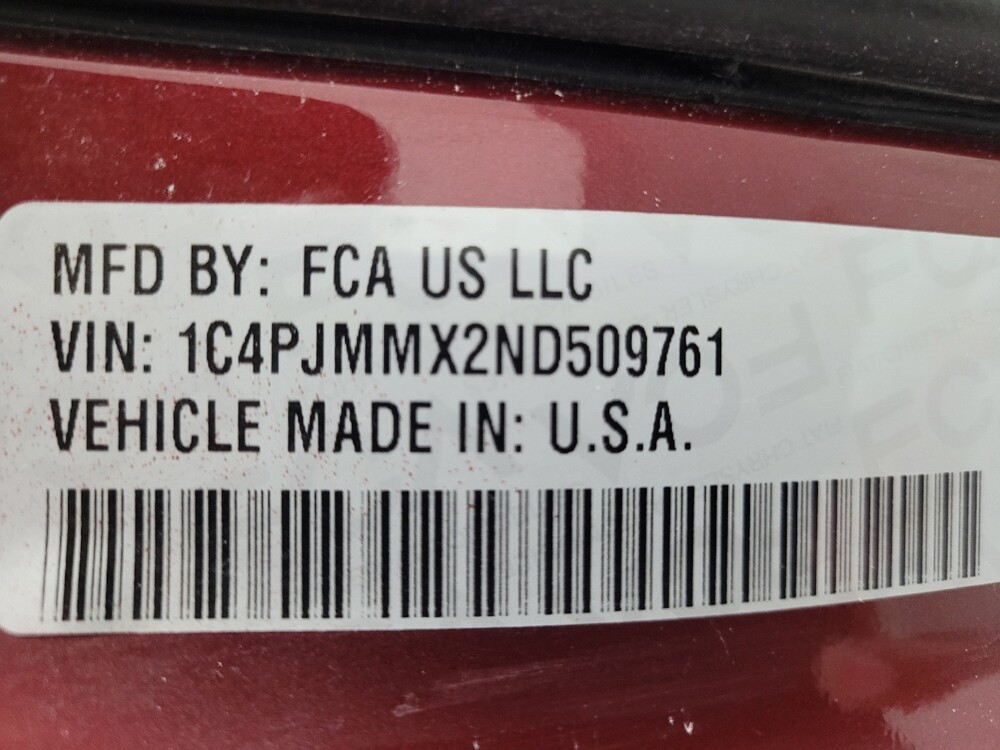 MFD BY: FCA US LLC
VIN: 1C4PJMMX2ND509761
VEHICLE MADE IN: U.S.A.